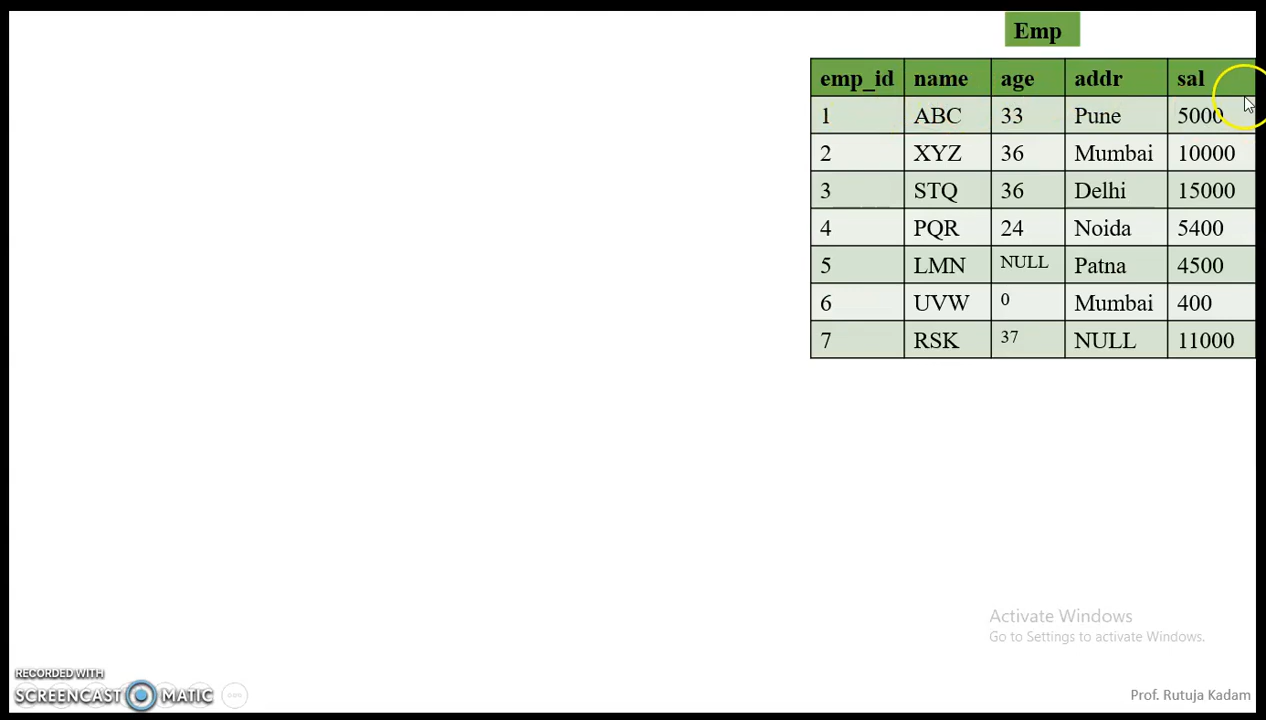 Emp
emp_id name age addr sal
1 ABC 33 Pune 5000
2 XYZ 36 Mumbai 10000
3 STQ 36 Delhi 15000
4 PQR 24 Noida 5400
5 LMN NULL Patna 4500
6 UVW 0 Mumbai 400
7 RSK 37 NULL 11000
Activate Windows
Go to Settings to activate Windows.
RECORDED WITH
SCREENCAST MATIC
Prof. Rutuja Kadam